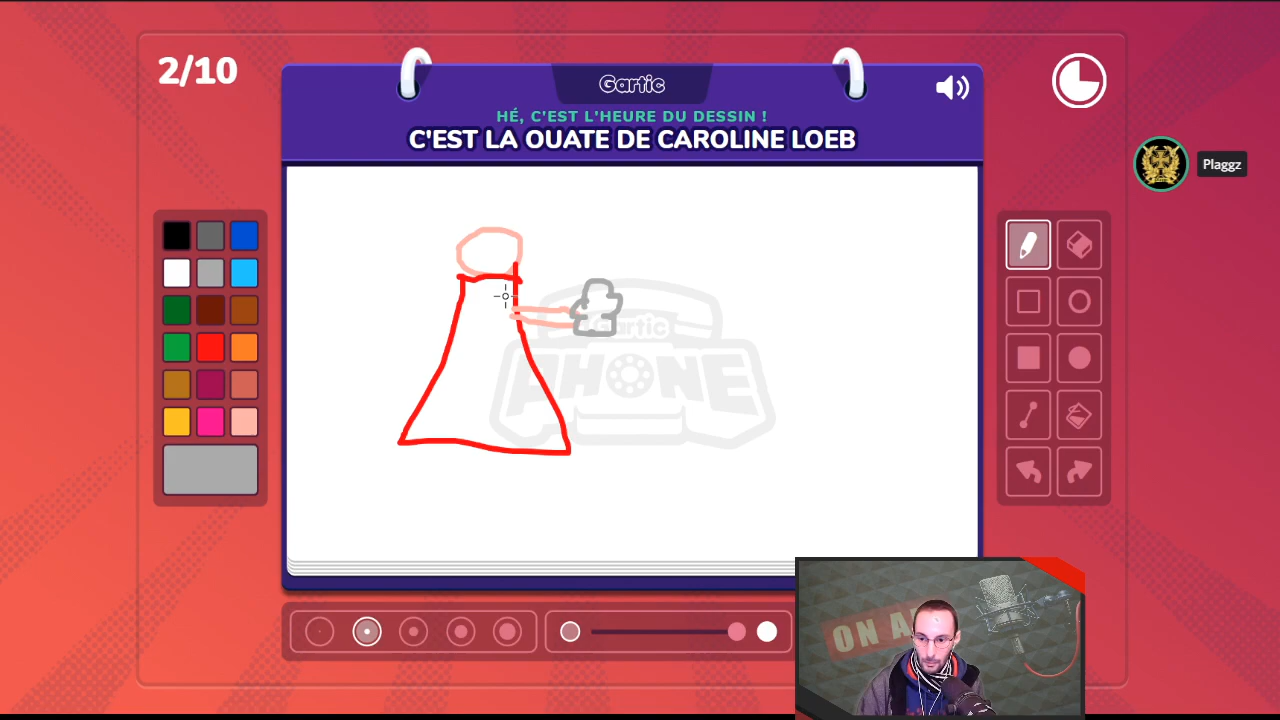 2/10
Gartic
HÉ, C'EST L'HEURE DU DESSIN !
C'EST LA OUATE DE CAROLINE LOEB
Plaggz
Gartic
PHONE
ON A